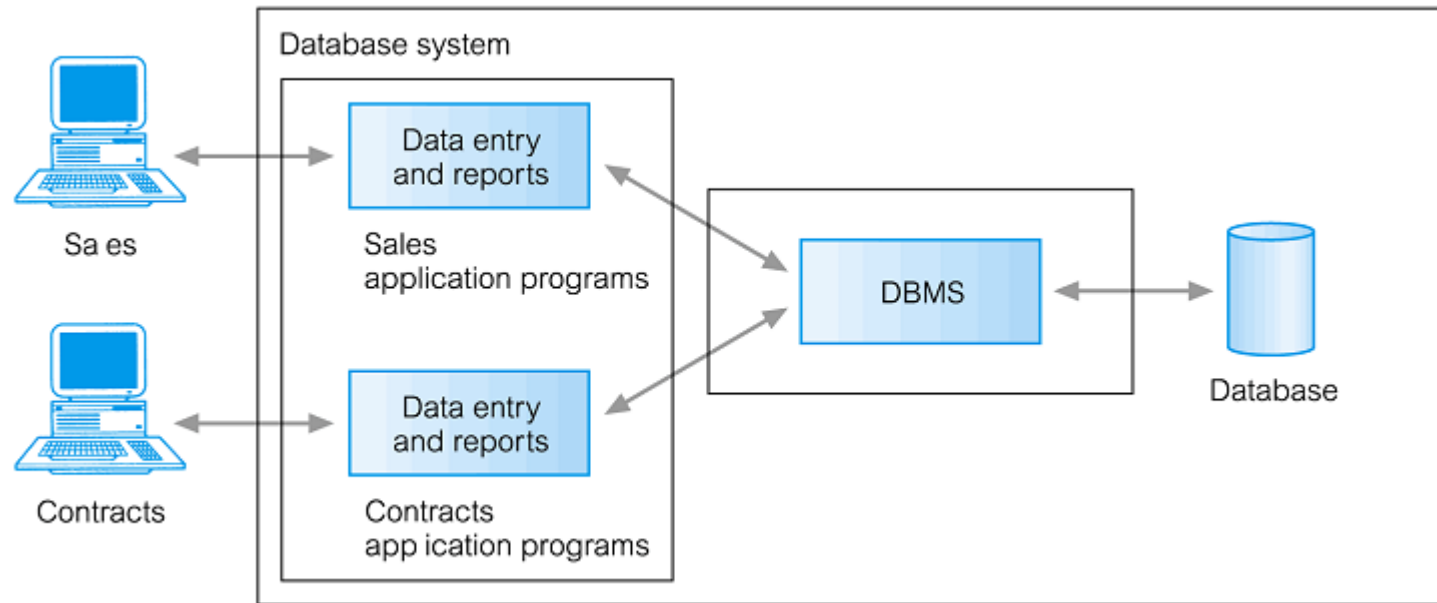 Database system
Data entry
and reports
Sa es
Sales
application programs
DBMS
Data entry
and reports
Database
Contracts
Contracts
app ication programs